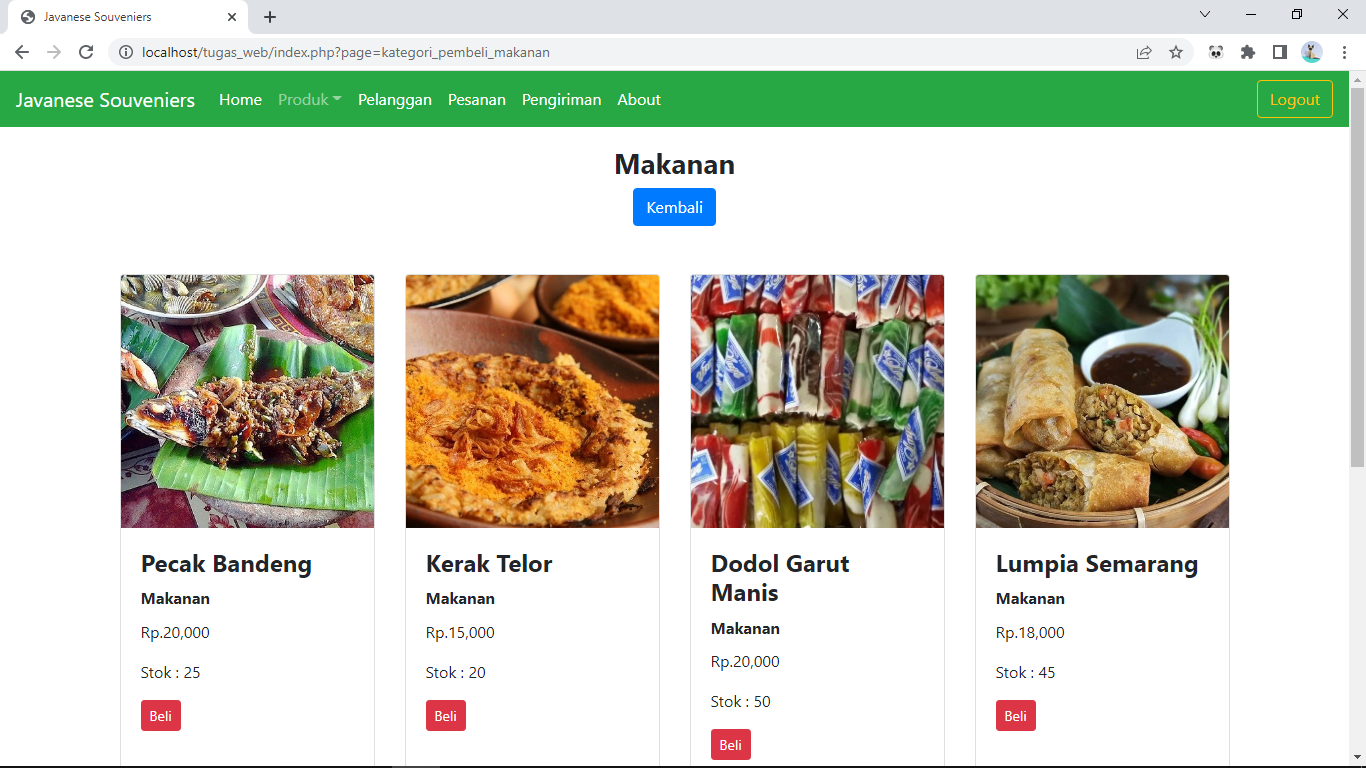 Javanese Souveniers
localhost/tugas_web/index.php?page=kategori_pembeli_makanan
Javanese Souveniers Home Produk Pelanggan Pesanan Pengiriman About Logout
Makanan
Kembali
Pecak Bandeng
Makanan
Rp.20,000
Stok : 25
Beli
Kerak Telor
Makanan
Rp.15,000
Stok : 20
Beli
Dodol Garut
Manis
Makanan
Rp.20,000
Stok : 50
Beli
Lumpia Semarang
Makanan
Rp.18,000
Stok : 45
Beli